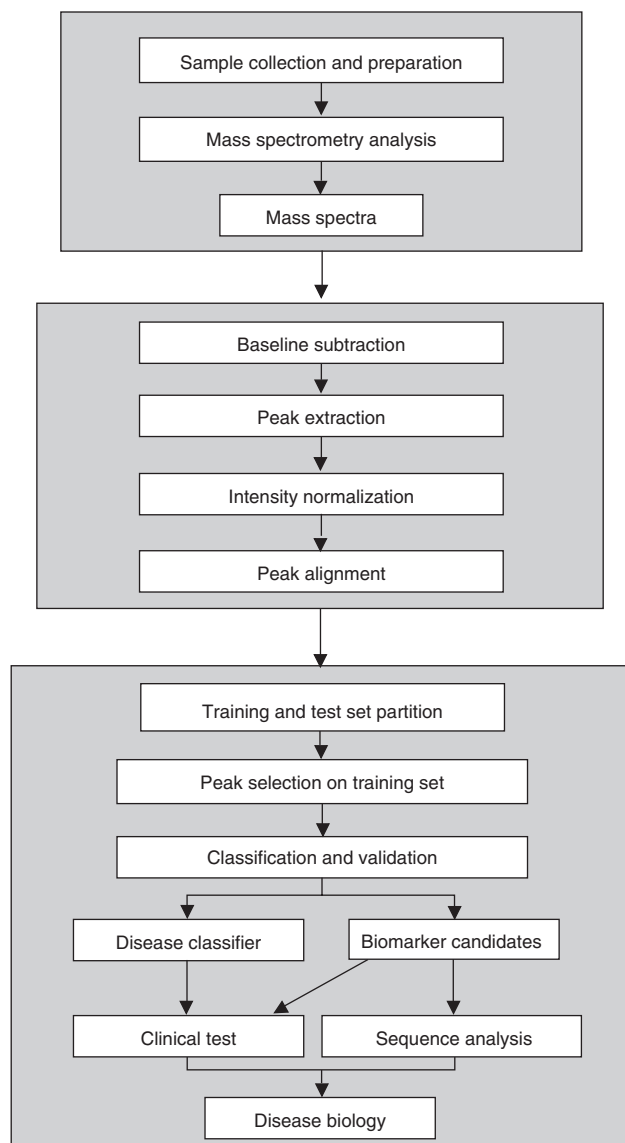 Sample collection and preparation
Mass spectrometry analysis
Mass spectra
Baseline subtraction
Peak extraction
Intensity normalization
Peak alignment
Training and test set partition
Peak selection on training set
Classification and validation
Disease classifier
Biomarker candidates
Clinical test
Sequence analysis
Disease biology